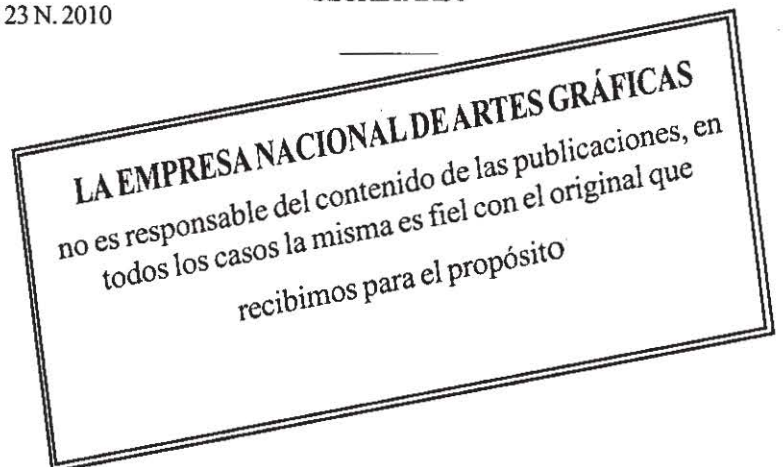 23 N. 2010
LA EMPRESA NACIONAL DE ARTES GRÁFICAS
no es responsable del contenido de las publicaciones, en
todos los casos la misma es fiel con el original que
recibimos para el propósito